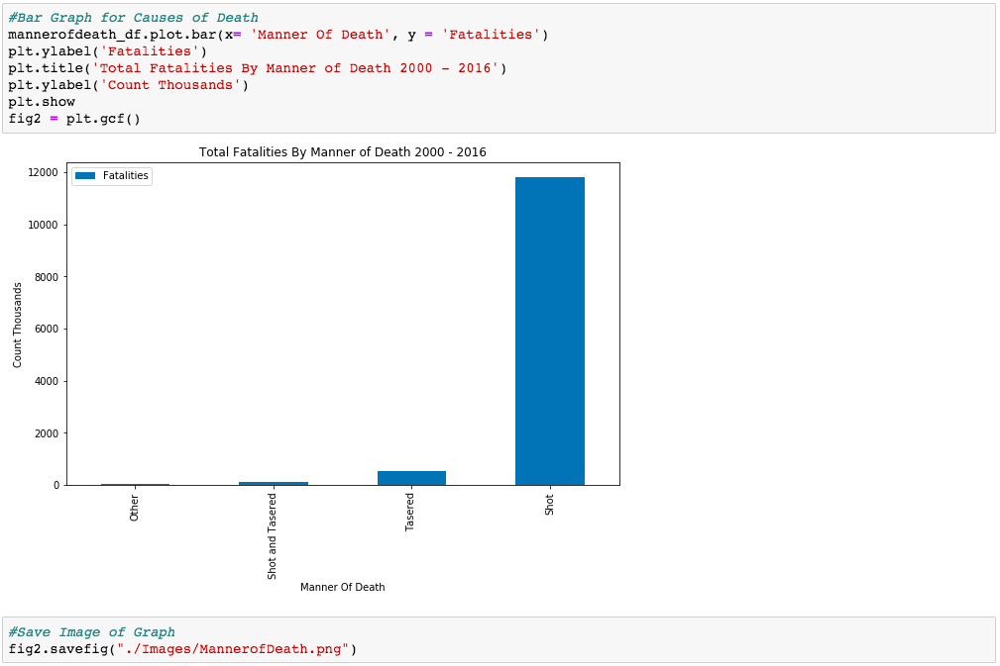 #Bar Graph for Causes of Death
mannerofdeath_df.plot.bar(x= 'Manner Of Death', y = 'Fatalities')
plt.ylabel('Fatalities')
plt.title('Total Fatalities By Manner of Death 2000 - 2016')
plt.ylabel('Count Thousands')
plt.show
fig2 = plt.gcf()
Total Fatalities By Manner of Death 2000 - 2016
Fatalities
12000
10000
8000
6000
4000
2000
0
Count Thousands
Other
Shot and Tasered
Tasered
Shot
Manner Of Death
#Save Image of Graph
fig2.savefig("./Images/MannerofDeath.png")